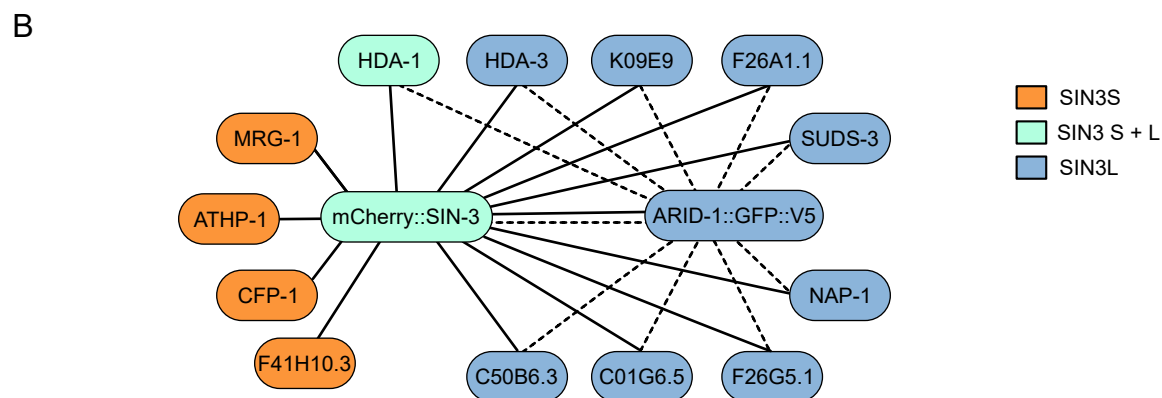 B
HDA-1
HDA-3
K09E9
F26A1.1
SIN3S
MRG-1
SUDS-3
SIN3 S + L
SIN3L
ATHP-1
mCherry::SIN-3
ARID-1::GFP::V5
CFP-1
NAP-1
F41H10.3
C50B6.3
C01G6.5
F26G5.1